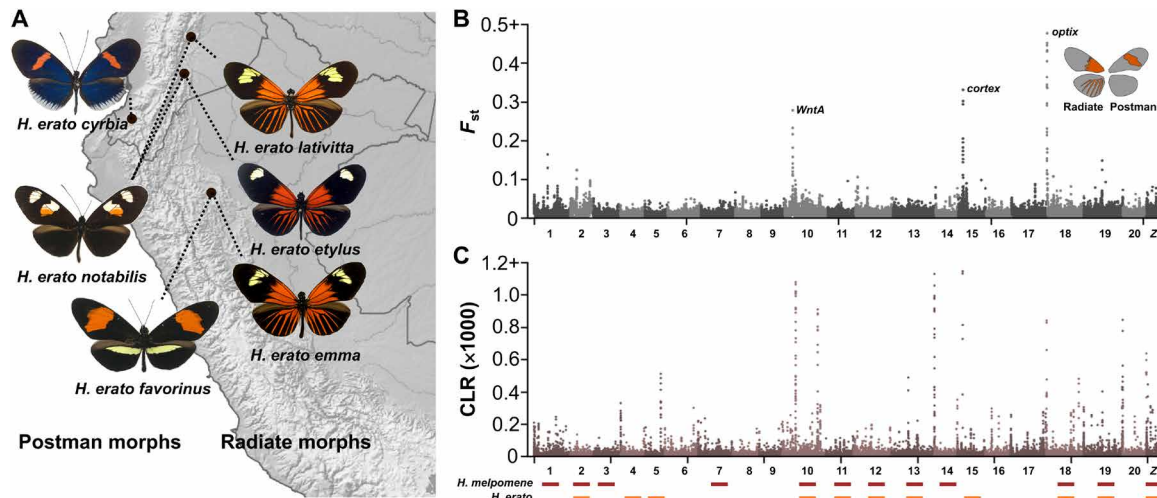 A
H. erato cyrbia
H. erato lativitta
H. erato notabilis
H. erato etylus
H. erato favorinus
H. erato emma
Postman morphs
Radiate morphs
B
0.5+
0.4
0.3
0.2
0.1
0
Fst
WntA
cortex
optix
Radiate Postman
1 2 3 4 5 6 7 8 9 10 11 12 13 14 15 16 17 18 19 20 Z
C
1.2+
1.0
0.8
0.6
0.4
0.2
0
CLR (×1000)
1 2 3 4 5 6 7 8 9 10 11 12 13 14 15 16 17 18 19 20 Z
H. melpomene
H. erato